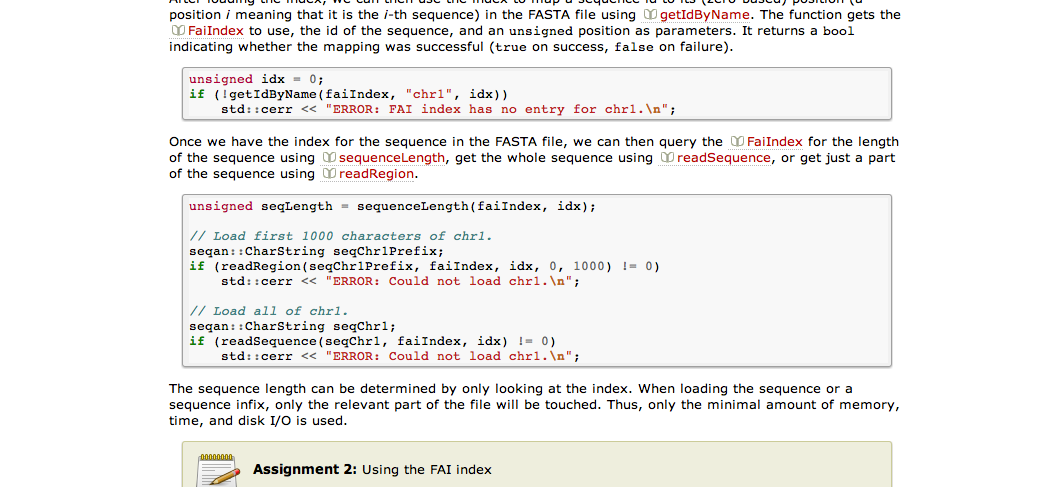 position i meaning that it is the i-th sequence) in the FASTA file using getIdByName. The function gets the
FaiIndex to use, the id of the sequence, and an unsigned position as parameters. It returns a bool
indicating whether the mapping was successful (true on success, false on failure).
unsigned idx = 0;
if (!getIdByName(faiIndex, "chr1", idx))
    std::cerr << "ERROR: FAI index has no entry for chr1.\n";
Once we have the index for the sequence in the FASTA file, we can then query the FaiIndex for the length
of the sequence using sequenceLength, get the whole sequence using readSequence, or get just a part
of the sequence using readRegion.
unsigned seqLength = sequenceLength(faiIndex, idx);
// Load first 1000 characters of chr1.
seqan::CharString seqChr1Prefix;
if (readRegion(seqChr1Prefix, faiIndex, idx, 0, 1000) != 0)
    std::cerr << "ERROR: Could not load chr1.\n";
// Load all of chr1.
seqan::CharString seqChr1;
if (readSequence(seqChr1, faiIndex, idx) != 0)
    std::cerr << "ERROR: Could not load chr1.\n";
The sequence length can be determined by only looking at the index. When loading the sequence or a
sequence infix, only the relevant part of the file will be touched. Thus, only the minimal amount of memory,
time, and disk I/O is used.
Assignment 2: Using the FAI index